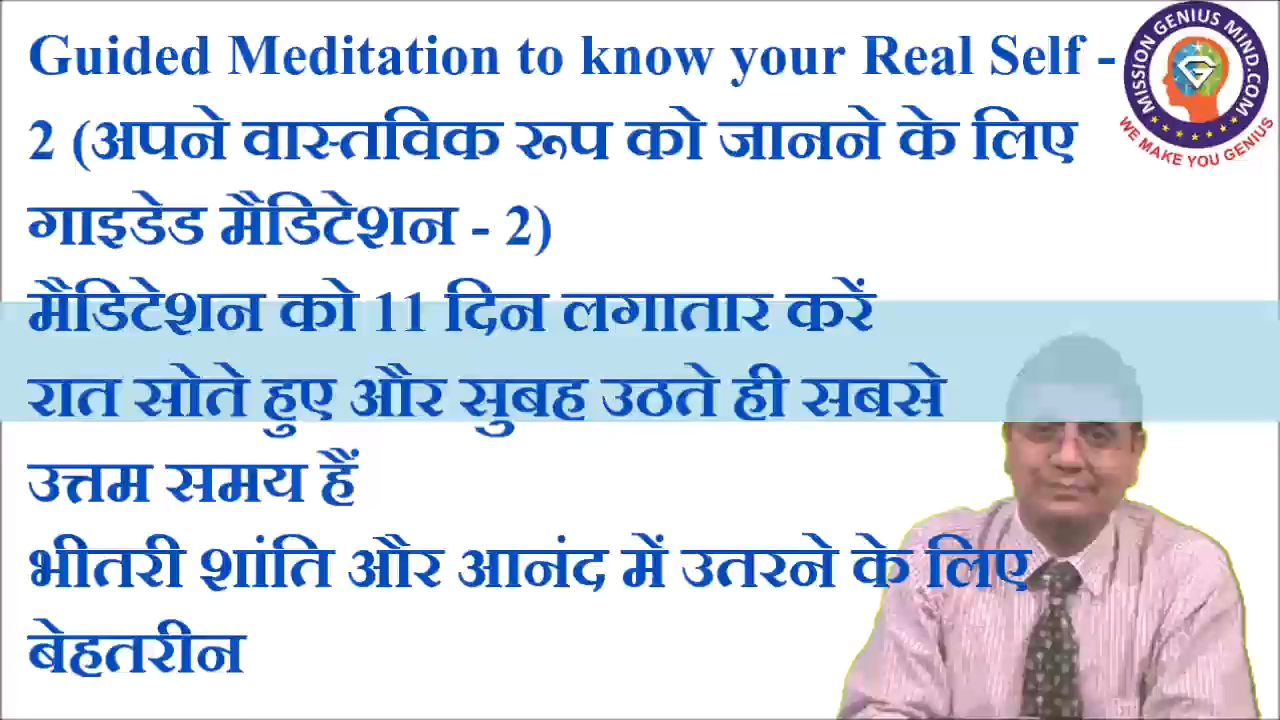 Guided Meditation to know your Real Self -
2 (अपने वास्तविक रूप को जानने के लिए
गाइडेड मैडिटेशन - 2)
मैडिटेशन को 11 दिन लगातार करें
रात सोते हुए और सुबह उठते ही सबसे
उत्तम समय हैं
भीतरी शांति और आनंद में उतरने के लिए
बेहतरीन
MISSION GENIUS MIND.COM
G
WE MAKE YOU GENIUS